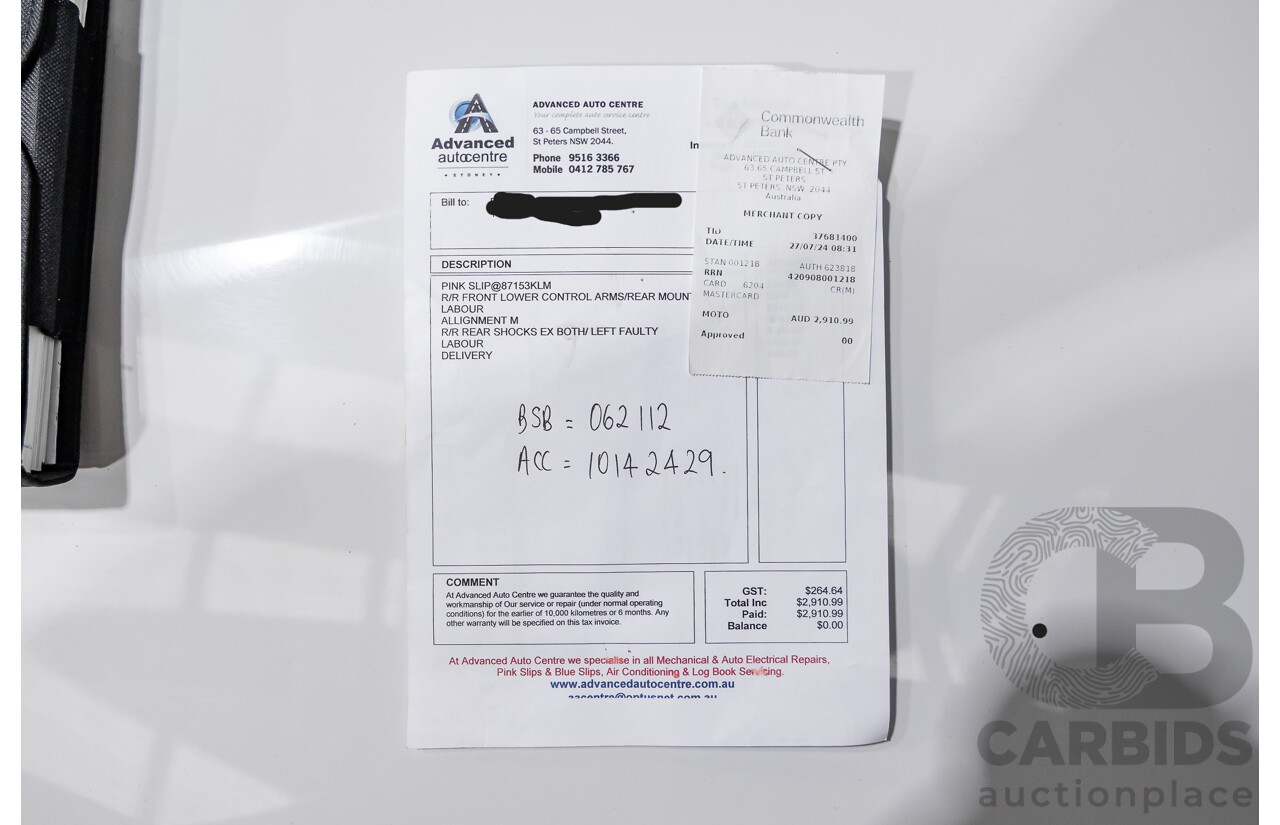 Advanced
autocentre
• SYDNEY •
ADVANCED AUTO CENTRE
Your complete auto service centre
63 - 65 Campbell Street,
St Peters NSW 2044.
Phone 9516 3366
Mobile 0412 785 767
In
Bill to:
DESCRIPTION
PINK SLIP@87153KLM
R/R FRONT LOWER CONTROL ARMS/REAR MOUNT
LABOUR
ALLIGNMENT M
R/R REAR SHOCKS EX BOTH/ LEFT FAULTY
LABOUR
DELIVERY
BSB = 062 112
ACC = 10142429.
Commonwealth
Bank
ADVANCED AUTO CENTRE PTY
63 65 CAMPBELL ST
ST PETERS
ST PETERS, NSW 2044
Australia
MERCHANT COPY
TID 37681400
DATE/TIME 27/07/24 08:31
STAN 001218 AUTH 623818
RRN 420908001218
CARD 6204 CR(M)
MASTERCARD
MOTO AUD 2,910.99
Approved 00
COMMENT
At Advanced Auto Centre we guarantee the quality and
workmanship of Our service or repair (under normal operating
conditions) for the earlier of 10,000 kilometres or 6 months. Any
other warranty will be specified on this tax invoice.
GST: $264.64
Total Inc $2,910.99
Paid: $2,910.99
Balance $0.00
At Advanced Auto Centre we specialise in all Mechanical & Auto Electrical Repairs,
Pink Slips & Blue Slips, Air Conditioning & Log Book Servicing.
www.advancedautocentre.com.au
aacentre@optusnet.com.au
CARBIDS
auctionplace